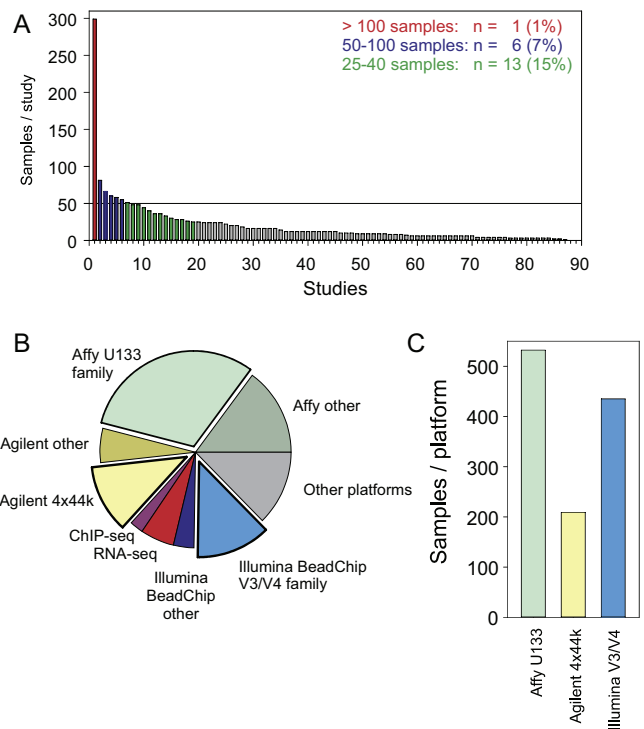 A
> 100 samples: n = 1 (1%)
50-100 samples: n = 6 (7%)
25-40 samples: n = 13 (15%)
Samples / study
300
250
200
150
100
50
0
0 10 20 30 40 50 60 70 80 90
Studies
B
Affy U133
family
Affy other
Agilent other
Agilent 4x44k
Other platforms
ChIP-seq
RNA-seq
Illumina
BeadChip
other
Illumina BeadChip
V3/V4 family
C
Samples / platform
500
400
300
200
100
0
Affy U133
Agilent 4x44k
Illumina V3/V4